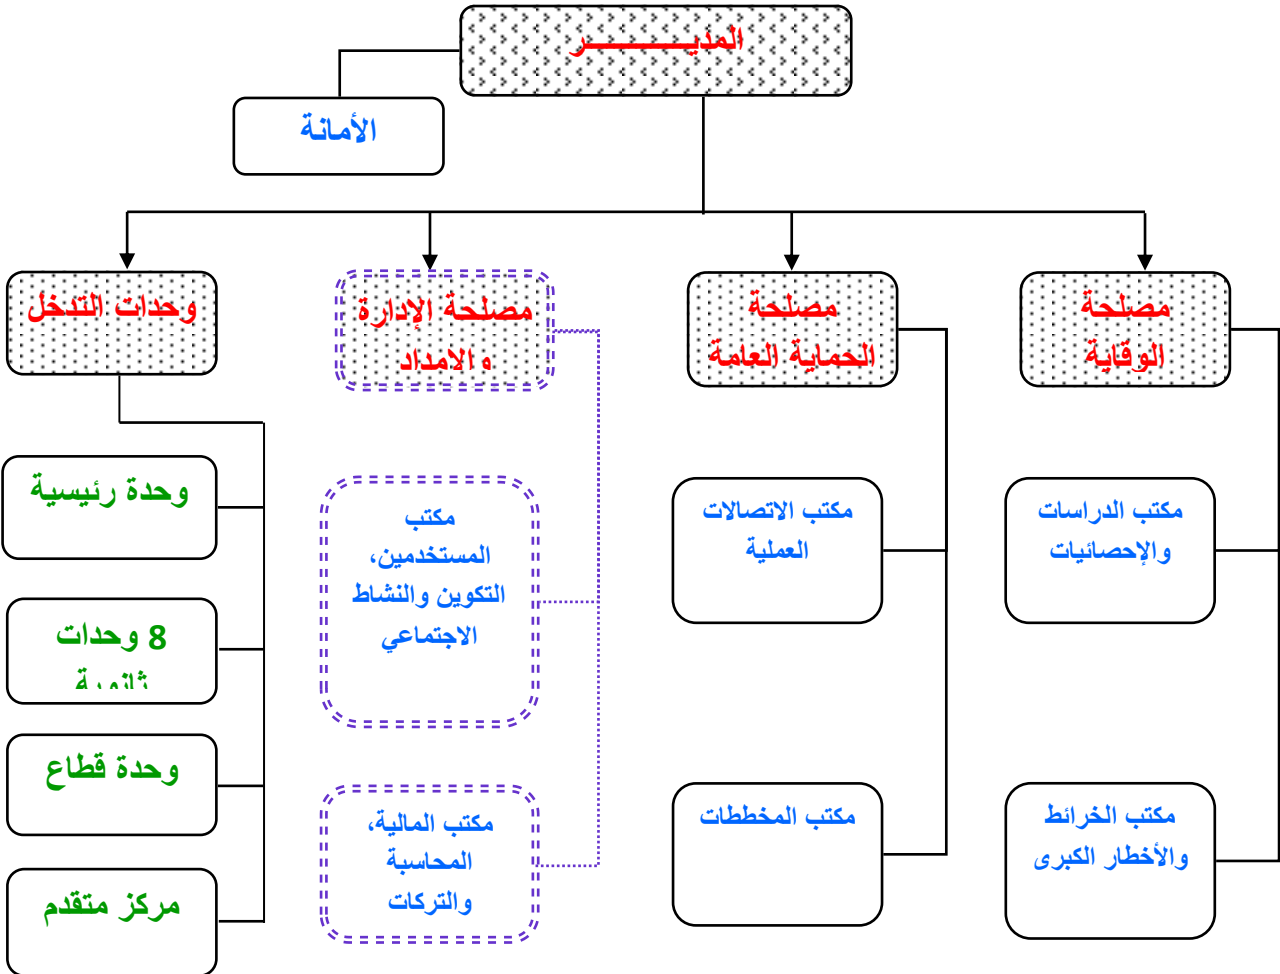 المديـــــــــــر
الأمانة
مصلحة
الوقاية
مصلحة
الحماية العامة
مصلحة الإدارة
والامداد
وحدات التدخل
مكتب الدراسات
والإحصائيات
مكتب الخرائط
والأخطار الكبرى
مكتب الاتصالات
العملية
مكتب المخططات
مكتب
المستخدمين،
التكوين والنشاط
الاجتماعي
مكتب المالية،
المحاسبة
والتركات
وحدة رئيسية
8 وحدات
ثانوية
وحدة قطاع
مركز متقدم